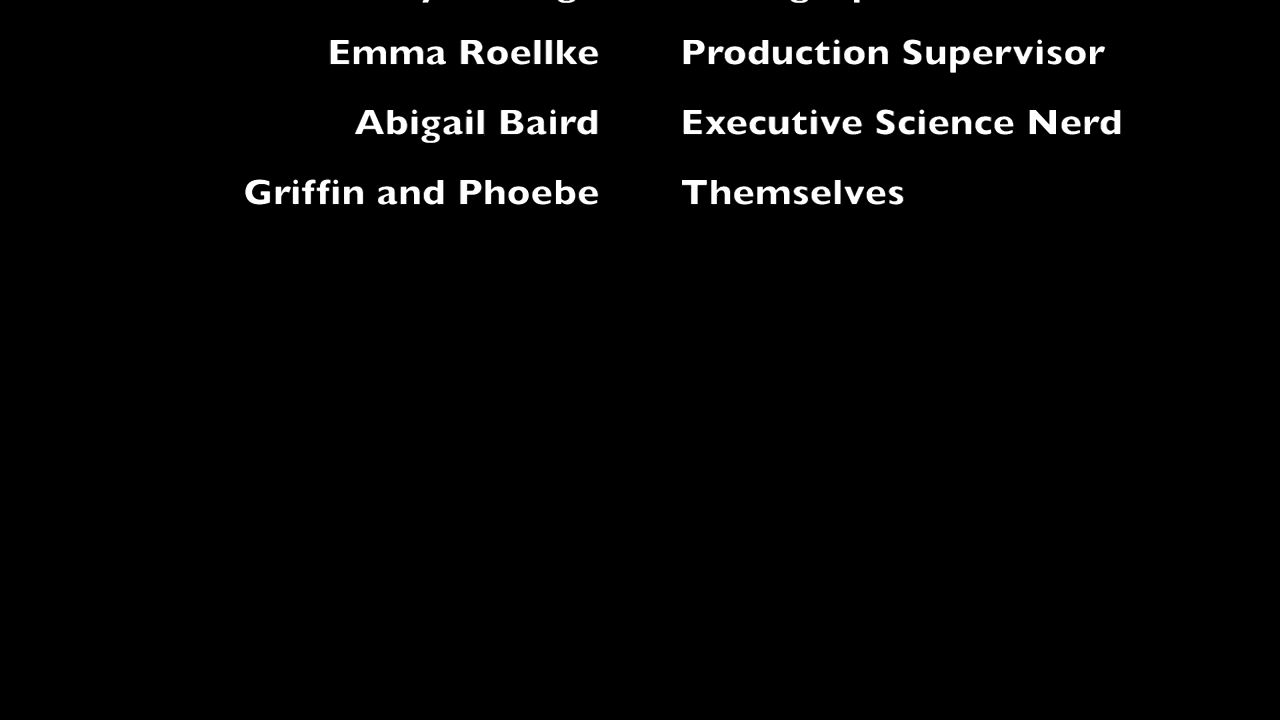 Emma Roellke Production Supervisor
Abigail Baird Executive Science Nerd
Griffin and Phoebe Themselves